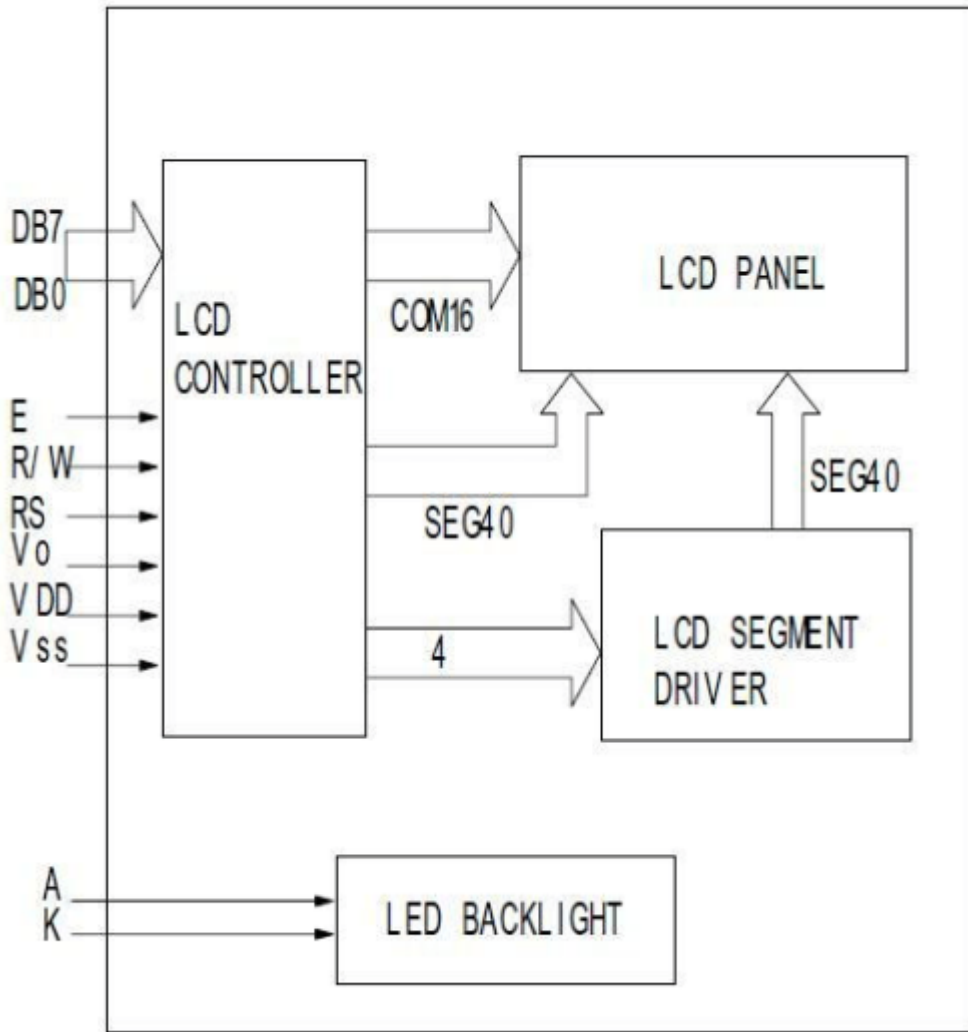 DB7
DB0
LCD
CONTROLLER
COM16
LCD PANEL
E
R/W
RS
Vo
VDD
Vss
SEG40
SEG40
4
LCD SEGMENT
DRIVER
A
K
LED BACKLIGHT